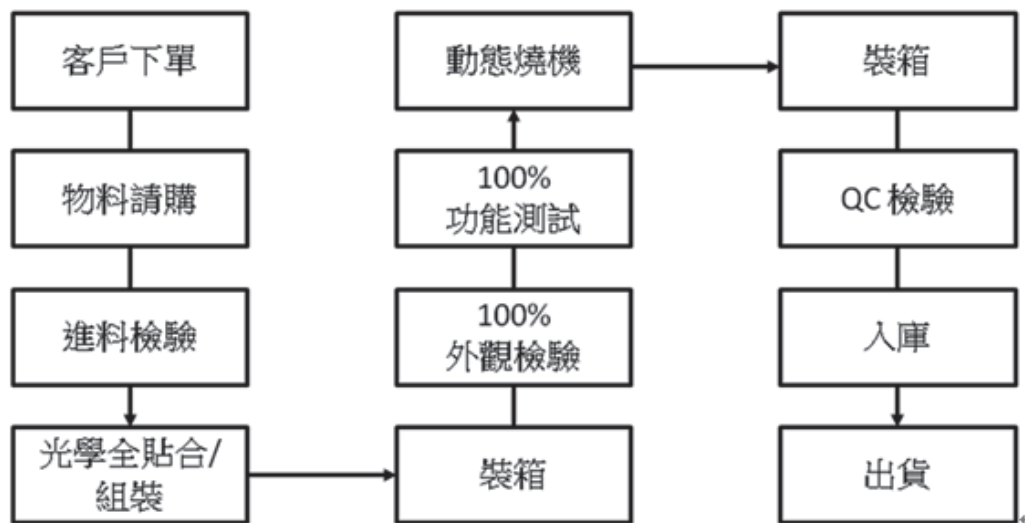 客戶下單
物料請購
進料檢驗
光學全貼合/
組裝
裝箱
100%
外觀檢驗
100%
功能測試
動態燒機
裝箱
QC 檢驗
入庫
出貨